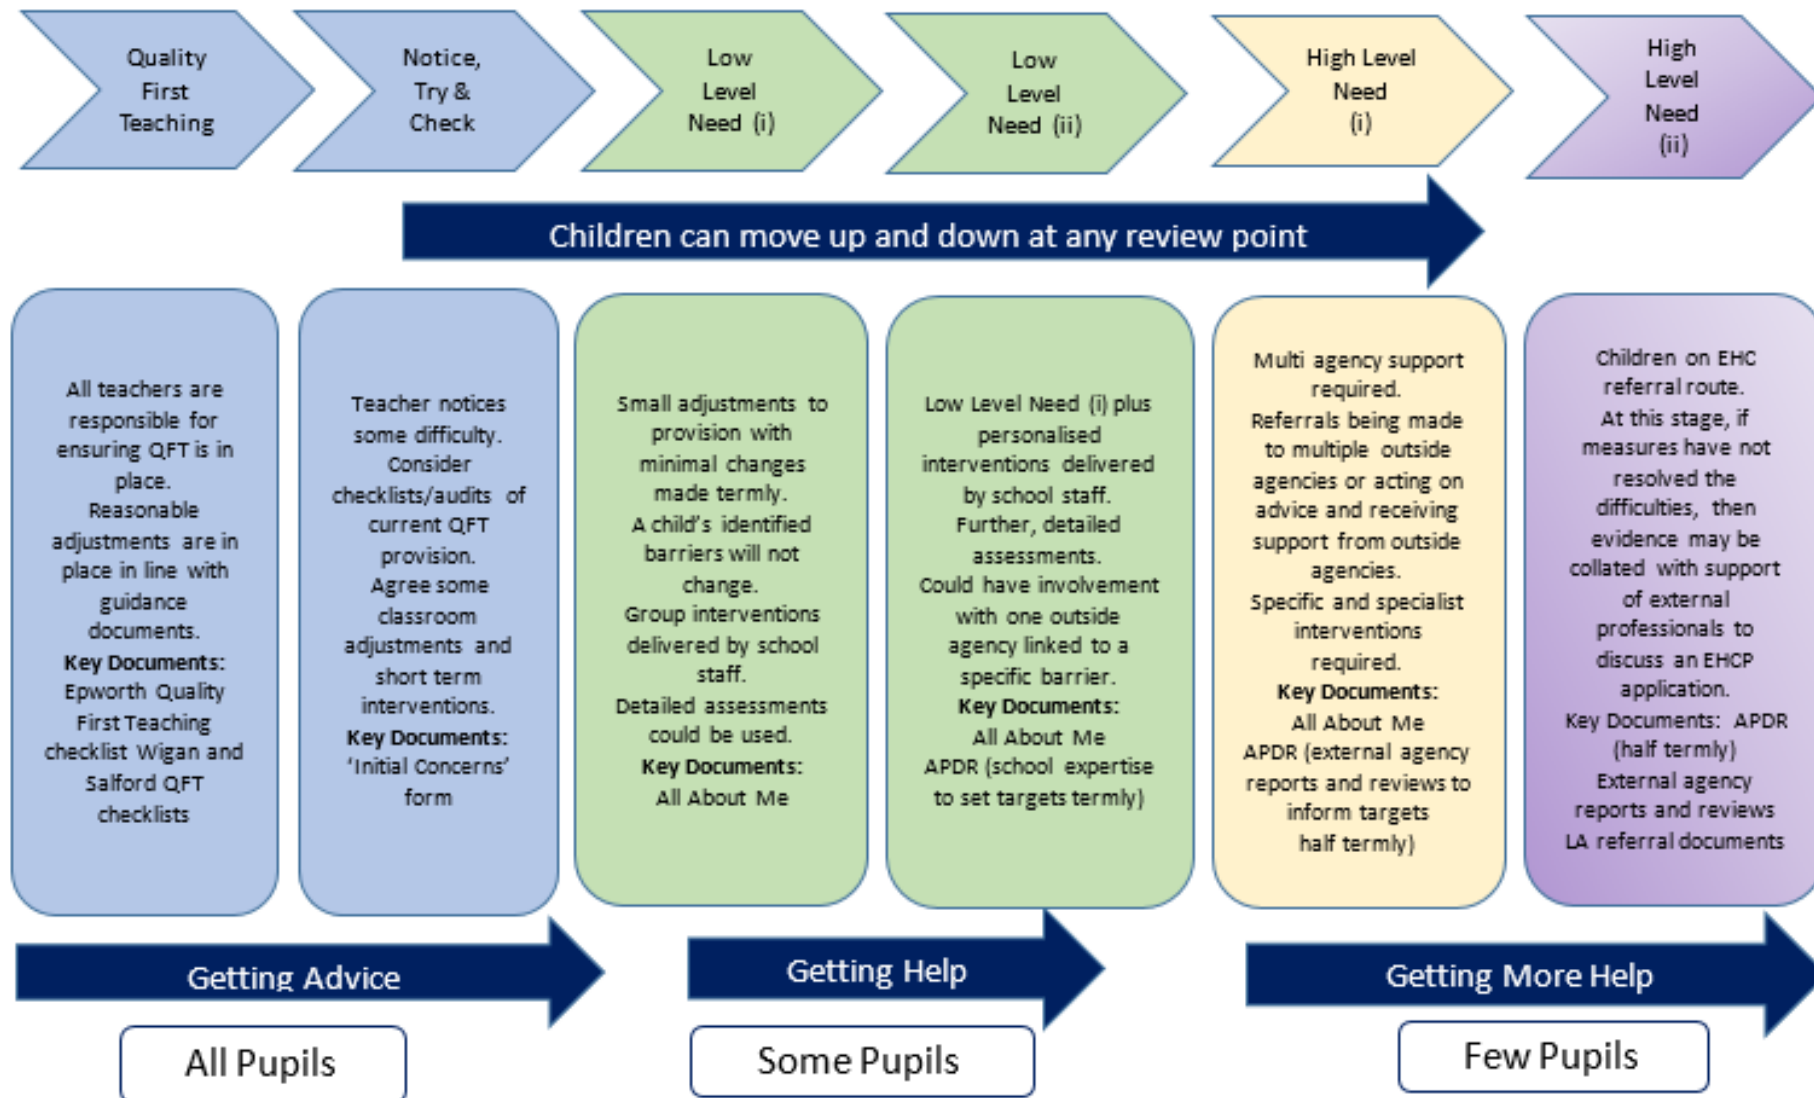 Quality
First
Teaching
Notice,
Try &
Check
Low
Level
Need (i)
Low
Level
Need (ii)
High Level
Need
(i)
High
Level
Need
(ii)
Children can move up and down at any review point
All teachers are
responsible for
ensuring QFT is in
place.
Reasonable
adjustments are in
place in line with
guidance
documents.
Key Documents:
Epworth Quality
First Teaching
checklist Wigan and
Salford QFT
checklists
Teacher notices
some difficulty.
Consider
checklists/audits of
current QFT
provision.
Agree some
classroom
adjustments and
short term
interventions.
Key Documents:
'Initial Concerns'
form
Small adjustments to
provision with
minimal changes
made termly.
A child's identified
barriers will not
change.
Group interventions
delivered by school
staff.
Detailed assessments
could be used.
Key Documents:
All About Me
Low Level Need (i) plus
personalised
interventions delivered
by school staff.
Further, detailed
assessments.
Could have involvement
with one outside
agency linked to a
specific barrier.
Key Documents:
All About Me
APDR (school expertise
to set targets termly)
Multi agency support
required.
Referrals being made
to multiple outside
agencies or acting on
advice and receiving
support from outside
agencies.
Specific and specialist
interventions
required.
Key Documents:
All About Me
APDR (external agency
reports and reviews to
inform targets
half termly)
Children on EHC
referral route.
At this stage, if
measures have not
resolved the
difficulties, then
evidence may be
collated with support
of external
professionals to
discuss an EHCP
application.
Key Documents: APDR
(half termly)
External agency
reports and reviews
LA referral documents
Getting Advice
Getting Help
Getting More Help
All Pupils
Some Pupils
Few Pupils